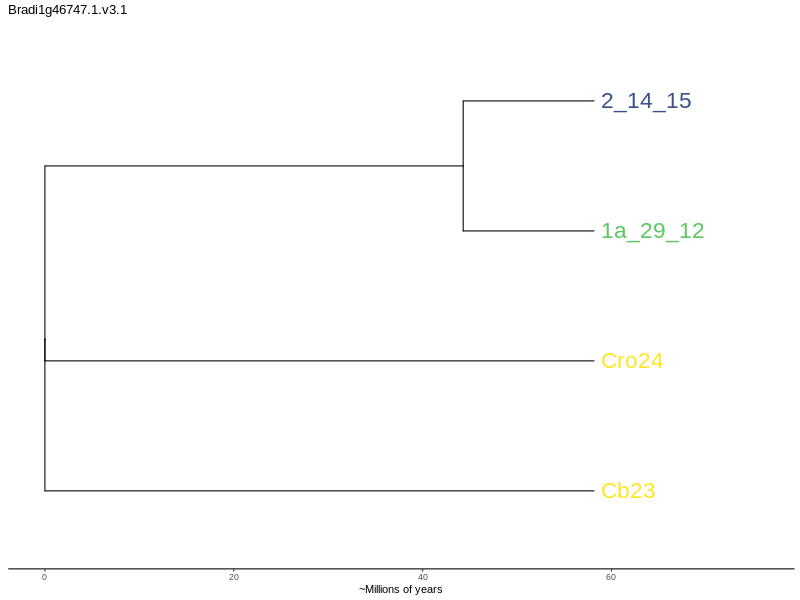 Bradi1g46747.1.v3.1
2_14_15
1a_29_12
Cro24
Cb23
0 20 40 60
~Millions of years